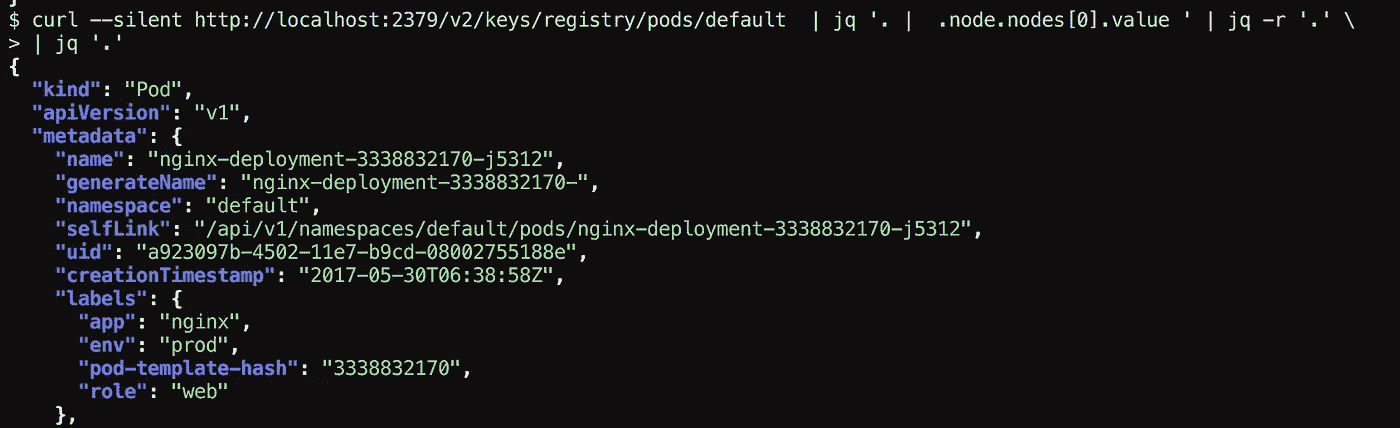 $ curl --silent http://localhost:2379/v2/keys/registry/pods/default  | jq '. |  .node.nodes[0].value ' | jq -r '.' \
> | jq '.'
{
  "kind": "Pod",
  "apiVersion": "v1",
  "metadata": {
    "name": "nginx-deployment-3338832170-j5312",
    "generateName": "nginx-deployment-3338832170-",
    "namespace": "default",
    "selfLink": "/api/v1/namespaces/default/pods/nginx-deployment-3338832170-j5312",
    "uid": "a923097b-4502-11e7-b9cd-08002755188e",
    "creationTimestamp": "2017-05-30T06:38:58Z",
    "labels": {
      "app": "nginx",
      "env": "prod",
      "pod-template-hash": "3338832170",
      "role": "web"
    },